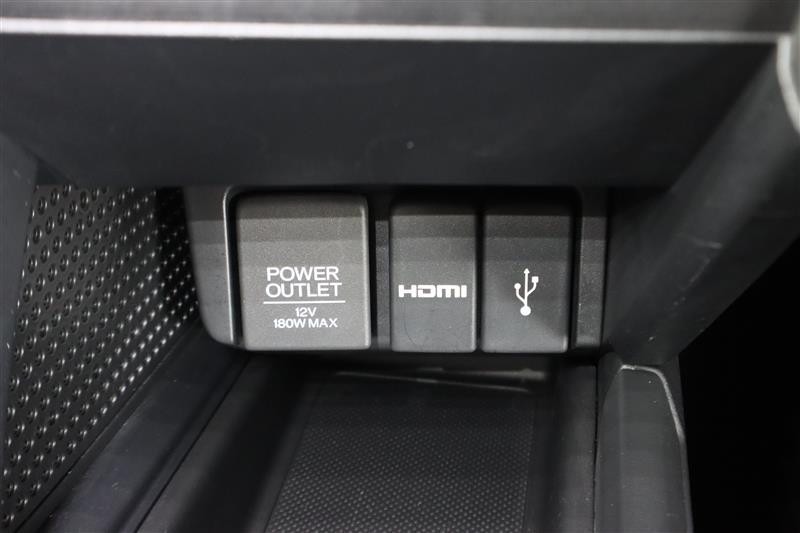 POWER
OUTLET
12V
180W MAX
HDMI